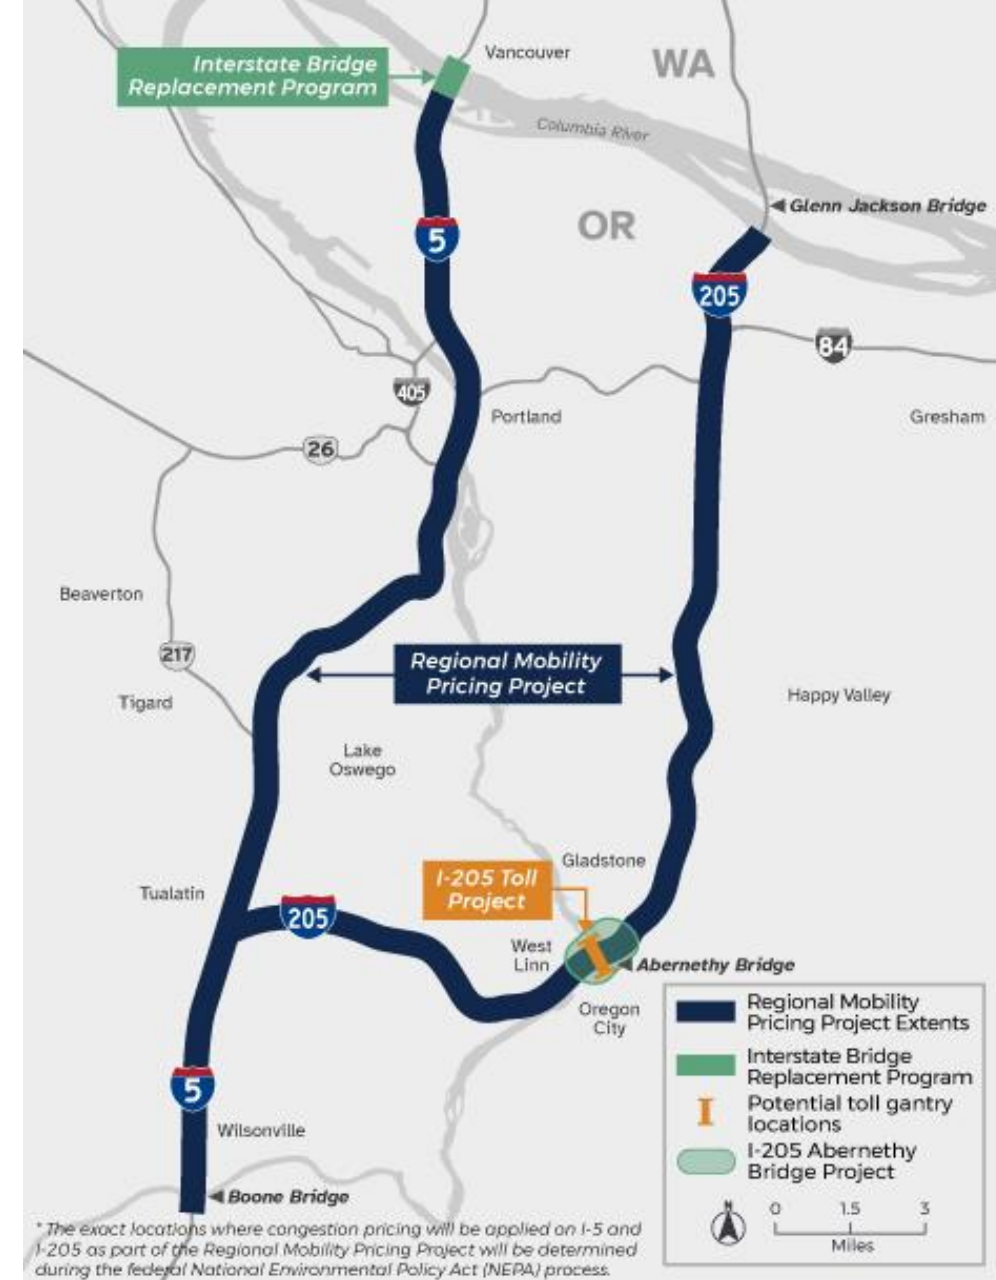 Vancouver
WA
Interstate Bridge
Replacement Program
Columbia River
Glenn Jackson Bridge
OR
5
205
84
405
Portland
Gresham
26
Beaverton
217
Regional Mobility
Pricing Project
Happy Valley
Tigard
Lake
Oswego
Gladstone
I-205 Toll
Project
Tualatin
205
West
Linn
Abernethy Bridge
Oregon
City
5
Wilsonville
Boone Bridge
Regional Mobility
Pricing Project Extents
Interstate Bridge
Replacement Program
Potential toll gantry
locations
I-205 Abernethy
Bridge Project
N
0 1.5 3
Miles
* The exact locations where congestion pricing will be applied on I-5 and
I-205 as part of the Regional Mobility Pricing Project will be determined
during the federal National Environmental Policy Act (NEPA) process.